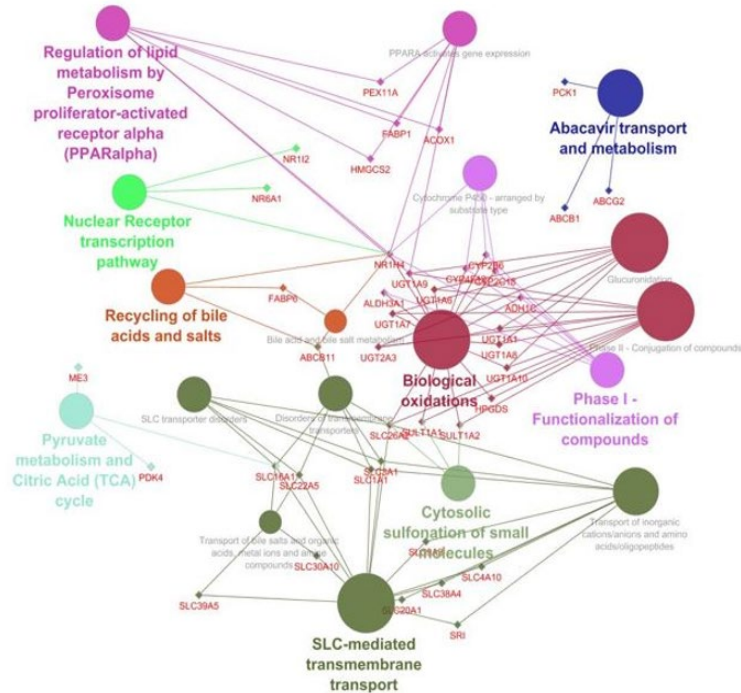 Regulation of lipid
metabolism by
Peroxisome
proliferator-activated
receptor alpha
(PPARalpha)
PPARA activates gene expression
PEX11A
FABP1
ACOX1
HMGCS2
PCK1
Abacavir transport
and metabolism
ABCG2
ABCB1
NR1I2
NR6A1
Nuclear Receptor
transcription
pathway
Cytochrome P450 - arranged by
substrate type
Glucuronidation
NR1H4
UGT1A9
ALDH3A1
UGT1A7
ADH1C
UGT1A1
UGT2A3
UGT1A10
Phase II - Conjugation of compounds
Recycling of bile
acids and salts
FABP6
Bile acid and bile salt metabolism
ABCB11
Biological
oxidations
HPGDS
Phase I -
Functionalization of
compounds
ME3
Pyruvate
metabolism and
Citric Acid (TCA)
cycle
PDK4
SLC transporter disorders
Disorders of transmembrane
transporters
SULT1A1
SULT1A2
SLC16A1
SLC22A5
SLC1A1
Cytosolic
sulfonation of small
molecules
Transport of inorganic
cations/anions and amino
acids/oligopeptides
Transport of bile salts and organic
acids, metal ions and amine
compounds
SLC30A10
SLC4A10
SLC38A4
SLC39A5
SLC20A1
SRI
SLC-mediated
transmembrane
transport